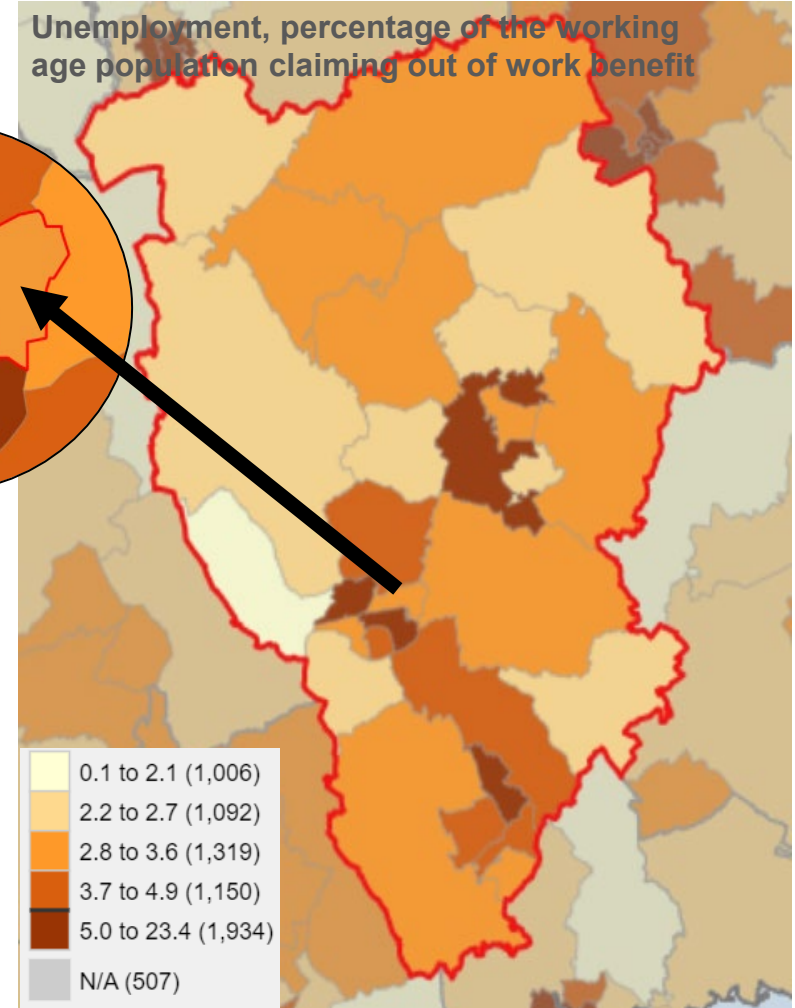 Unemployment, percentage of the working
age population claiming out of work benefit
0.1 to 2.1 (1,006)
2.2 to 2.7 (1,092)
2.8 to 3.6 (1,319)
3.7 to 4.9 (1,150)
5.0 to 23.4 (1,934)
N/A (507)